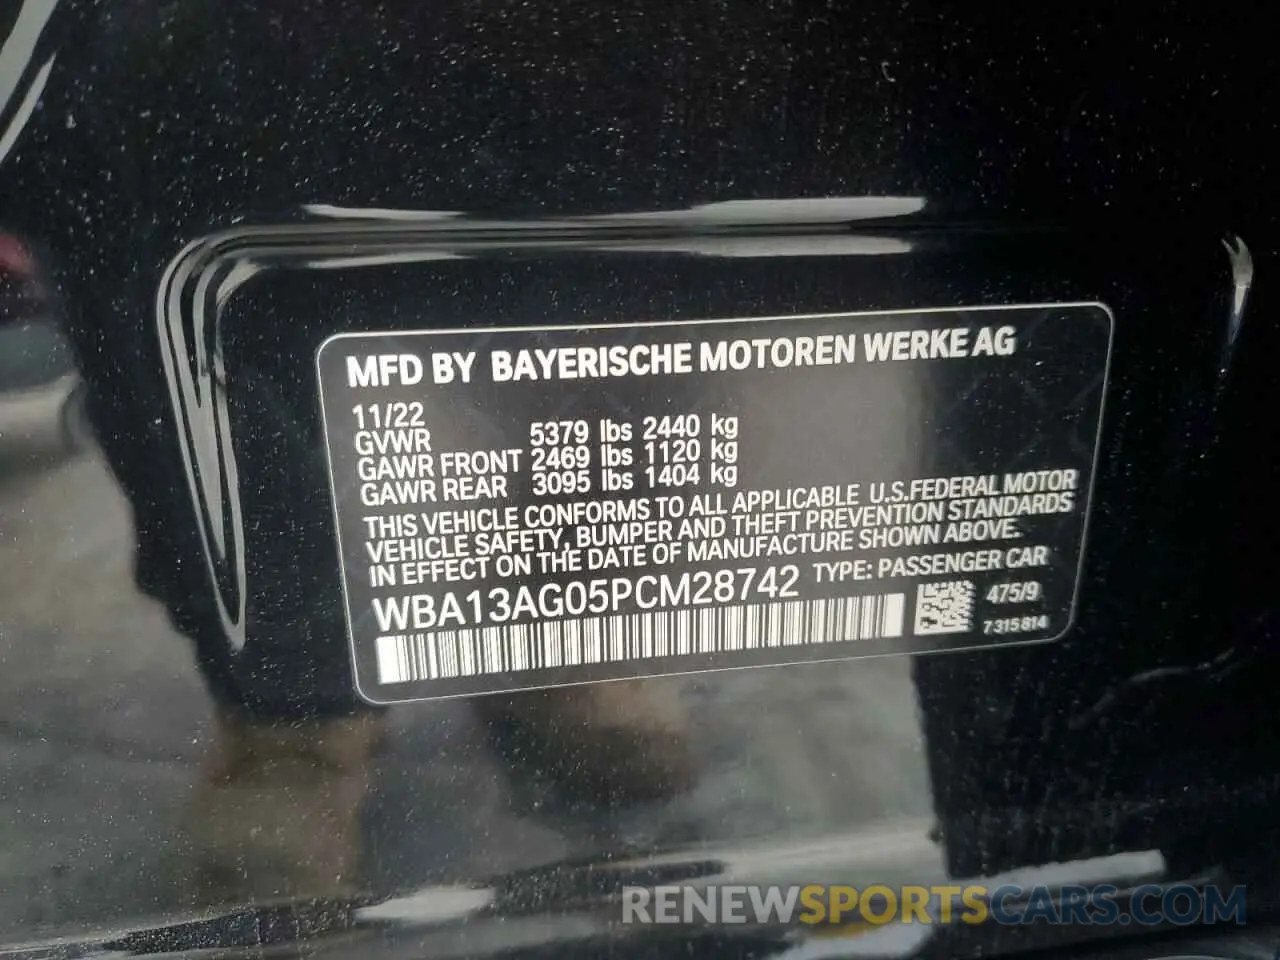 MFD BY BAYERISCHE MOTOREN WERKE AG
11/22
GVWR 5379 lbs 2440 kg
GAWR FRONT 2469 lbs 1120 kg
GAWR REAR 3095 lbs 1404 kg
THIS VEHICLE CONFORMS TO ALL APPLICABLE U.S.FEDERAL MOTOR
VEHICLE SAFETY, BUMPER AND THEFT PREVENTION STANDARDS
IN EFFECT ON THE DATE OF MANUFACTURE SHOWN ABOVE.
WBA13AG05PCM28742 TYPE: PASSENGER CAR
475/9
7315814
RENEWSPORTSCARS.COM